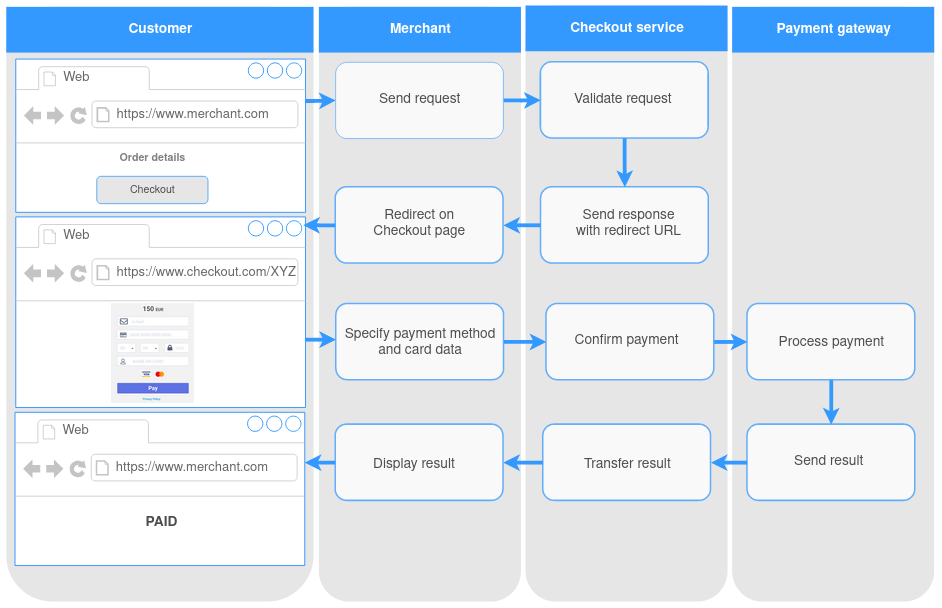 Customer
Merchant
Checkout service
Payment gateway
Web
https://www.merchant.com
Order details
Checkout
Send request
Validate request
Send response
with redirect URL
Redirect on
Checkout page
Web
https://www.checkout.com/XYZ
150 EUR
Pay
Privacy Policy
Specify payment method
and card data
Confirm payment
Process payment
Send result
Transfer result
Display result
Web
https://www.merchant.com
PAID